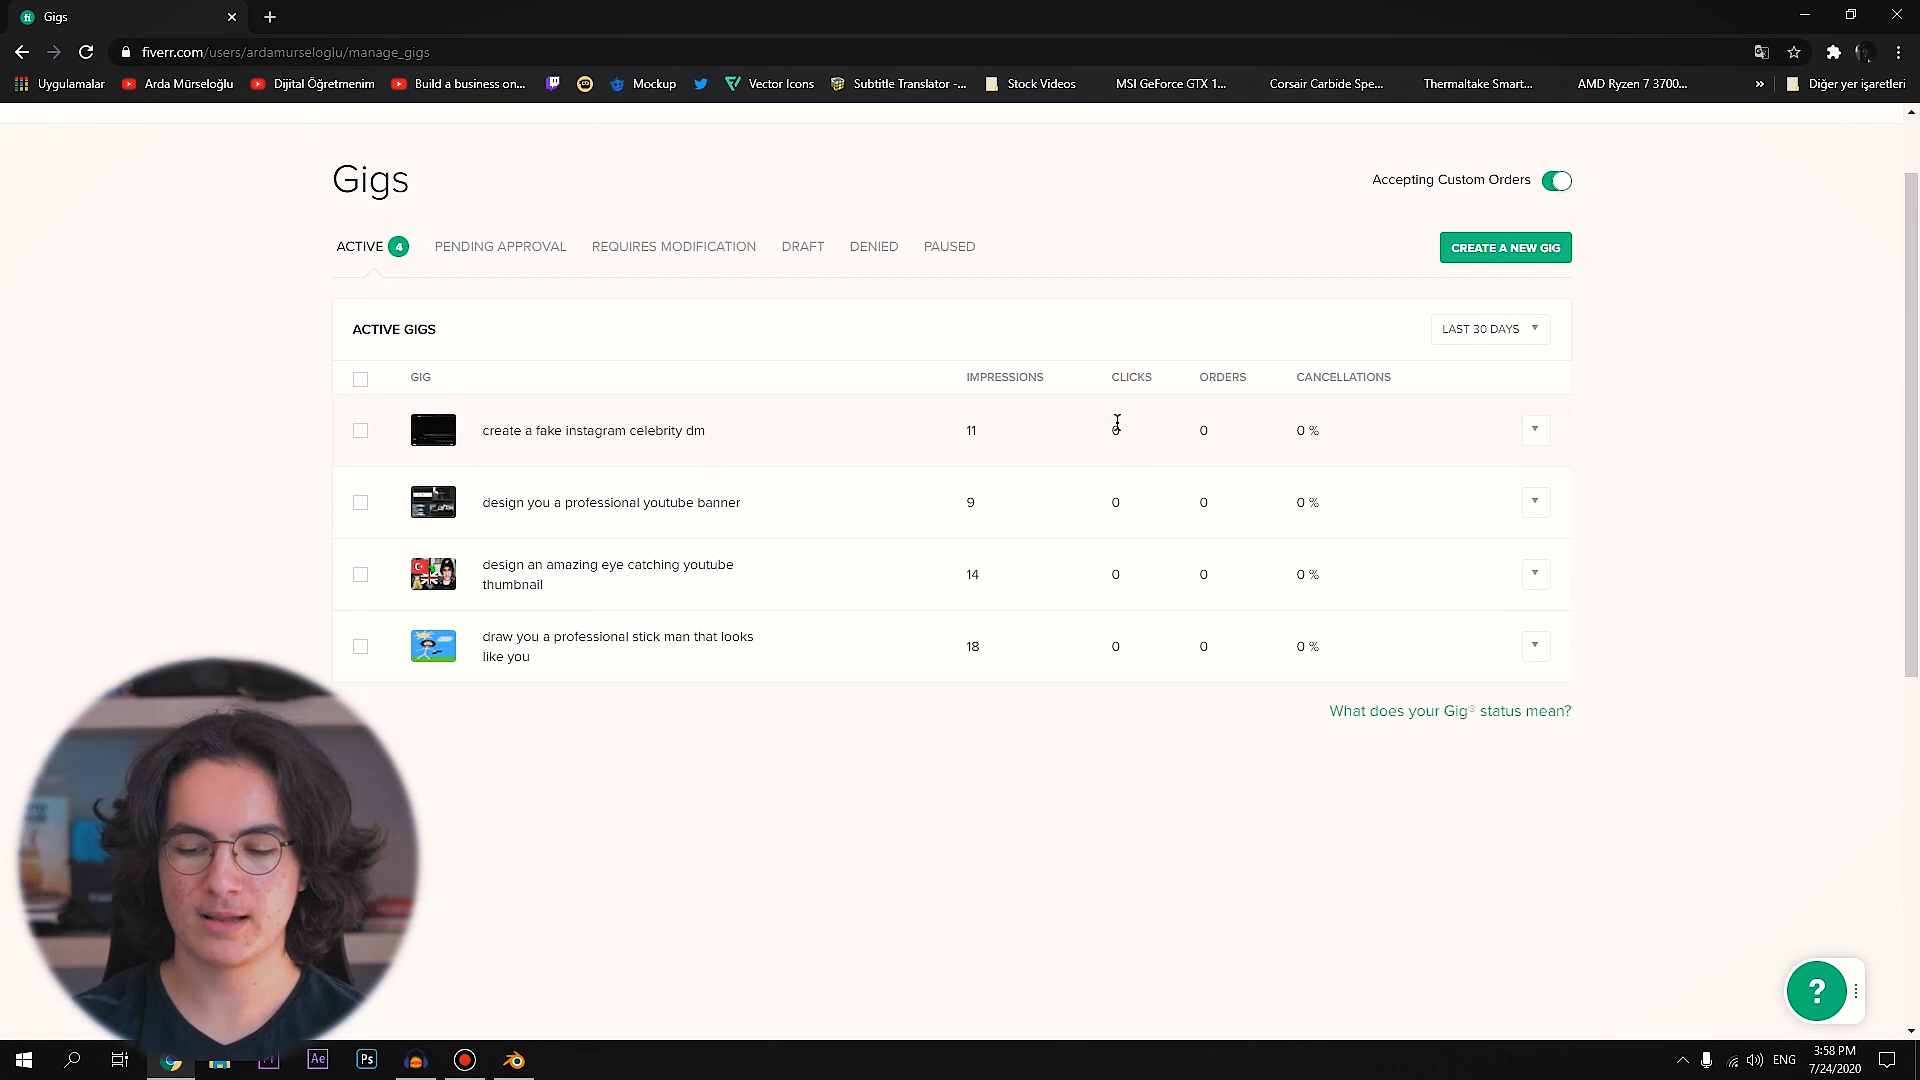 Gigs
fiverr.com/users/ardamurseloglu/manage_gigs
Uygulamalar
Arda Mürseloğlu
Dijital Öğretmenim
Build a business on...
Mockup
Vector Icons
Subtitle Translator -...
Stock Videos
MSI GeForce GTX 1...
Corsair Carbide Spe...
Thermaltake Smart...
AMD Ryzen 7 3700...
»
Diğer yer işaretleri
Gigs
Accepting Custom Orders
ACTIVE 4 PENDING APPROVAL REQUIRES MODIFICATION DRAFT DENIED PAUSED
CREATE A NEW GIG
ACTIVE GIGS
LAST 30 DAYS
GIG IMPRESSIONS CLICKS ORDERS CANCELLATIONS
create a fake instagram celebrity dm 11 0 0 0 %
design you a professional youtube banner 9 0 0 0 %
design an amazing eye catching youtube
thumbnail
14 0 0 0 %
draw you a professional stick man that looks
like you
18 0 0 0 %
What does your Gig® status mean?
?
Ae
Ps
ENG
3:58 PM
7/24/2020